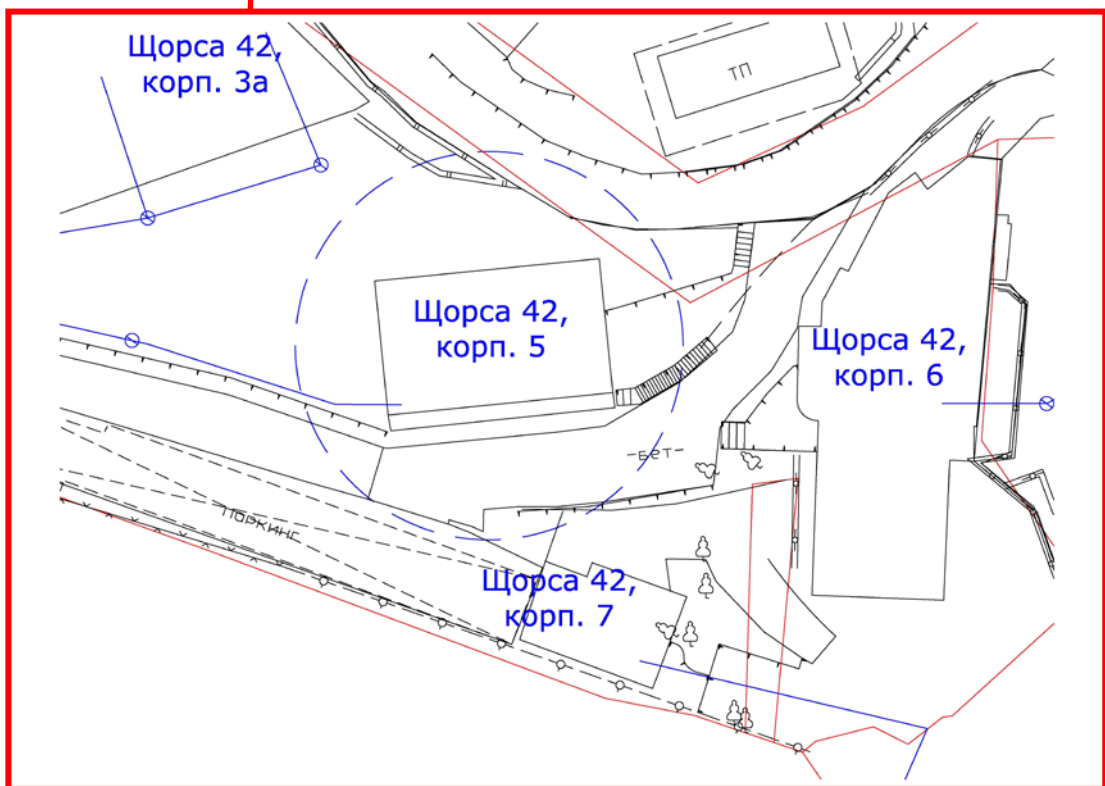 Щорса 42,
корп. 3а
ТП
Щорса 42,
корп. 5
Щорса 42,
корп. 6
-БЕТ-
Паркинг
Щорса 42,
корп. 7